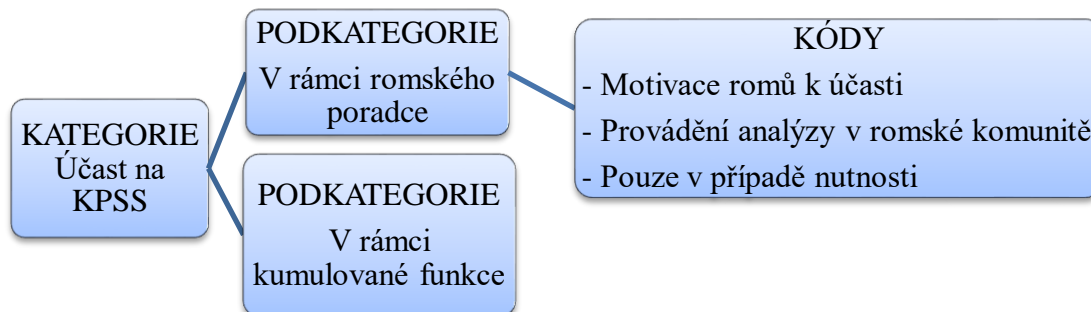 KATEGORIE
Účast na
KPSS
PODKATEGORIE
V rámci romského
poradce
PODKATEGORIE
V rámci
kumulované funkce
KÓDY
- Motivace romů k účasti
- Provádění analýzy v romské komunitě
- Pouze v případě nutnosti